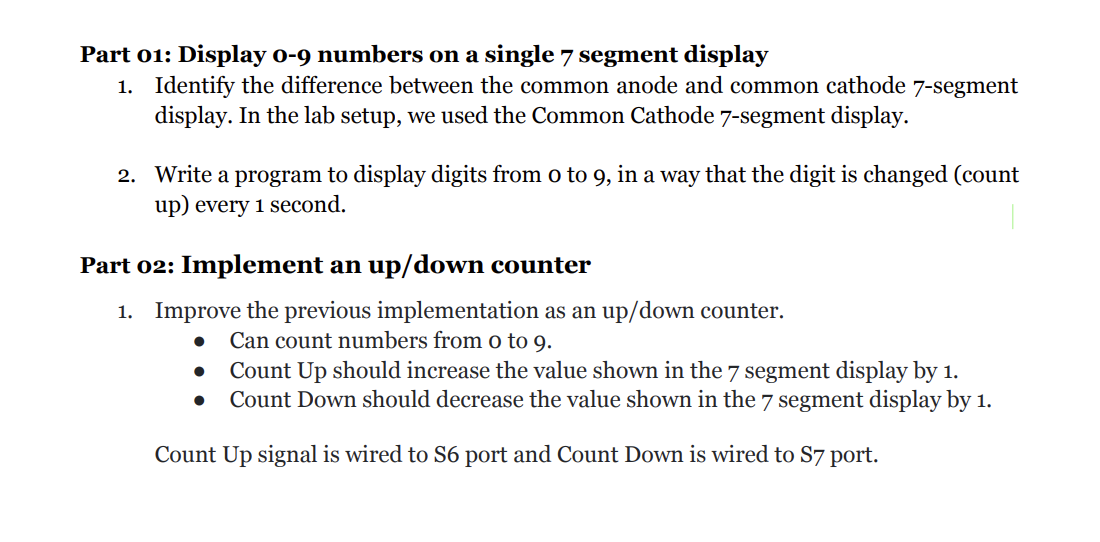 Part 01: Display 0-9 numbers on a single 7 segment display
1. Identify the difference between the common anode and common cathode 7-segment
display. In the lab setup, we used the Common Cathode 7-segment display.
2. Write a program to display digits from 0 to 9, in a way that the digit is changed (count
up) every 1 second.
Part 02: Implement an up/down counter
1. Improve the previous implementation as an up/down counter.
● Can count numbers from 0 to 9.
● Count Up should increase the value shown in the 7 segment display by 1.
● Count Down should decrease the value shown in the 7 segment display by 1.
Count Up signal is wired to S6 port and Count Down is wired to S7 port.